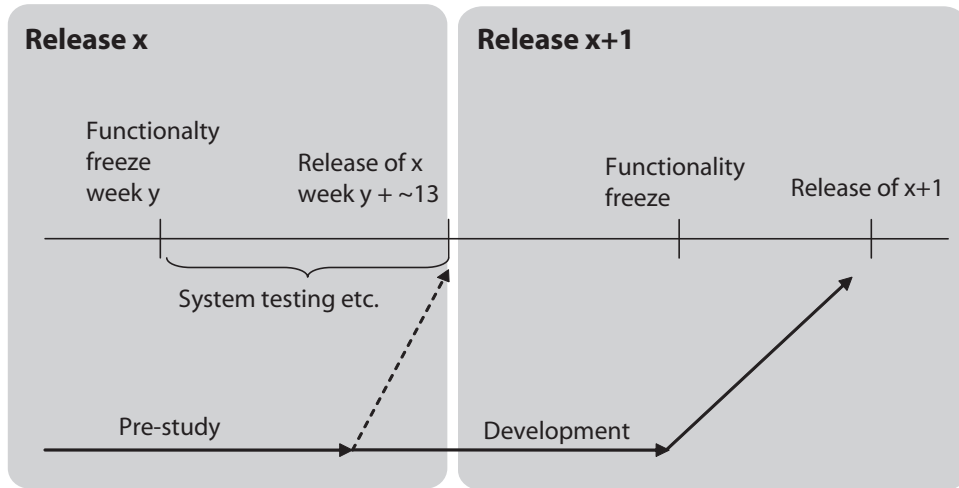 Release x
Release x+1
Functionalty
freeze
week y
Release of x
week y + ~13
Functionality
freeze
Release of x+1
System testing etc.
Pre-study
Development